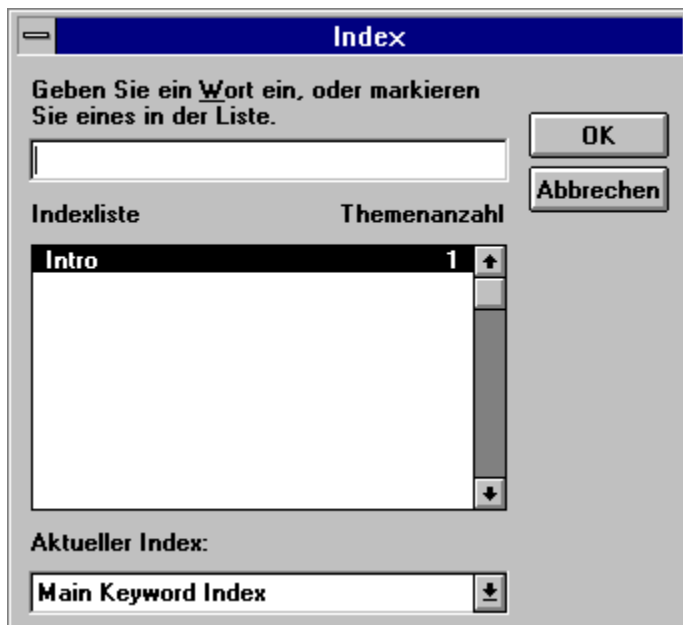 Index
Geben Sie ein Wort ein, oder markieren
Sie eines in der Liste.
OK
Abbrechen
Indexliste Themenanzahl
Intro 1
Aktueller Index:
Main Keyword Index